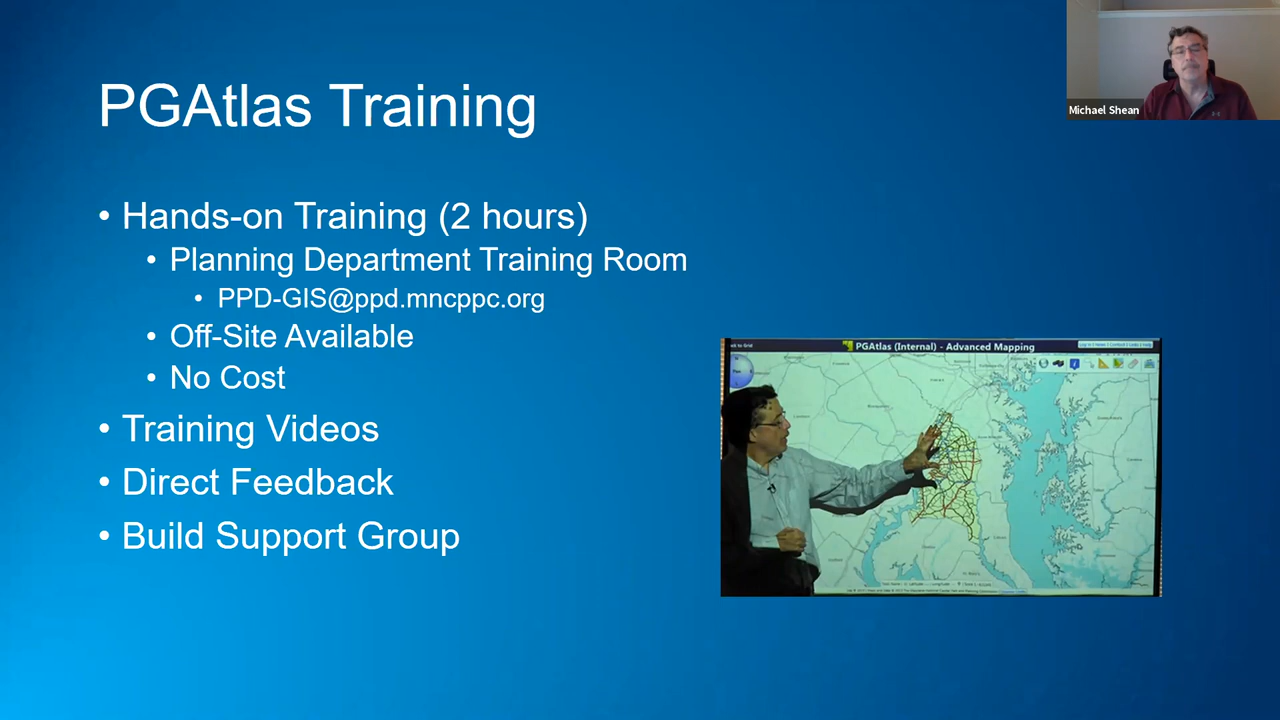 PGAtlas Training
Michael Shean
• Hands-on Training (2 hours)
• Planning Department Training Room
• PPD-GIS@ppd.mncppc.org
• Off-Site Available
• No Cost
• Training Videos
• Direct Feedback
• Build Support Group
PGAtlas (Internal) - Advanced Mapping